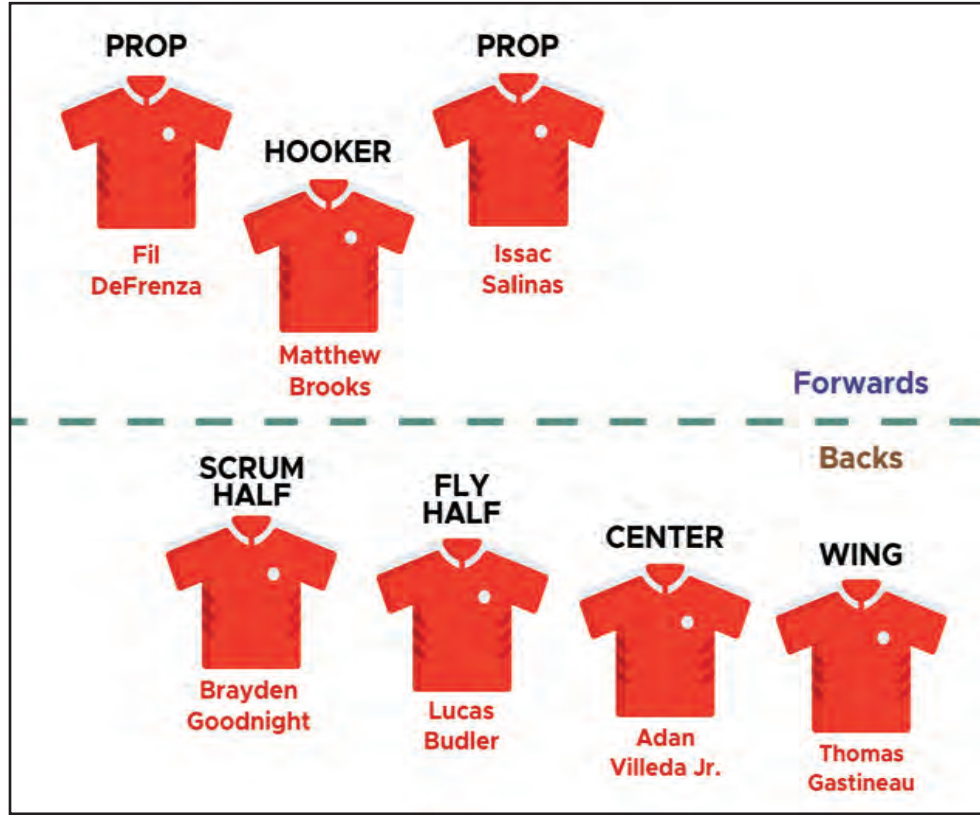 PROP
Fil
DeFrenza
HOOKER
Matthew
Brooks
PROP
Issac
Salinas
Forwards
Backs
SCRUM
HALF
Brayden
Goodnight
FLY
HALF
Lucas
Budler
CENTER
Adan
Villeda Jr.
WING
Thomas
Gastineau